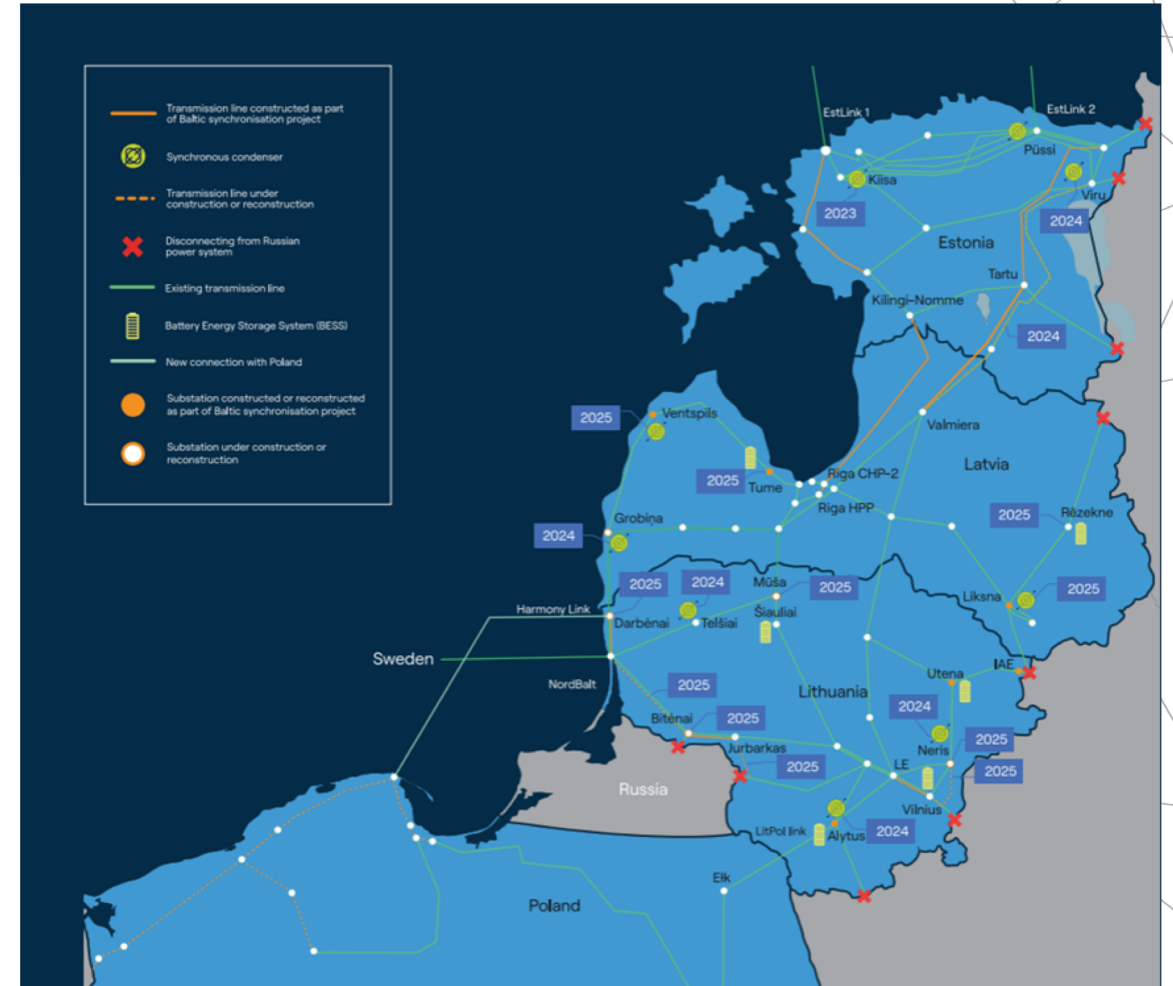 Transmission line constructed as part
of Baltic synchronisation project
Synchronous condenser
Transmission line under
construction or reconstruction
Disconnecting from Russian
power system
Existing transmission line
Battery Energy Storage System (BESS)
New connection with Poland
Substation constructed or reconstructed
as part of Baltic synchronisation project
Substation under construction or
reconstruction
EstLink 1
EstLink 2
Püssi
Kiisa
2023
Viru
2024
Estonia
Tartu
Kilingi-Nomme
2024
Ventspils
2025
Valmiera
Latvia
Riga CHP-2
2025
Tume
Riga HPP
Grobiņa
2024
2025
Rēzekne
2025
2024
Mūša
2025
Liksna
2025
Harmony Link
Darbėnai
Telšiai
Šiauliai
Sweden
NordBalt
IAE
Utena
2025
Lithuania
2024
Bitėnai
2025
Neris
2025
Jurbarkas
2025
LE
2025
Russia
Vilnius
LitPol link
Alytus
2024
Ełk
Poland